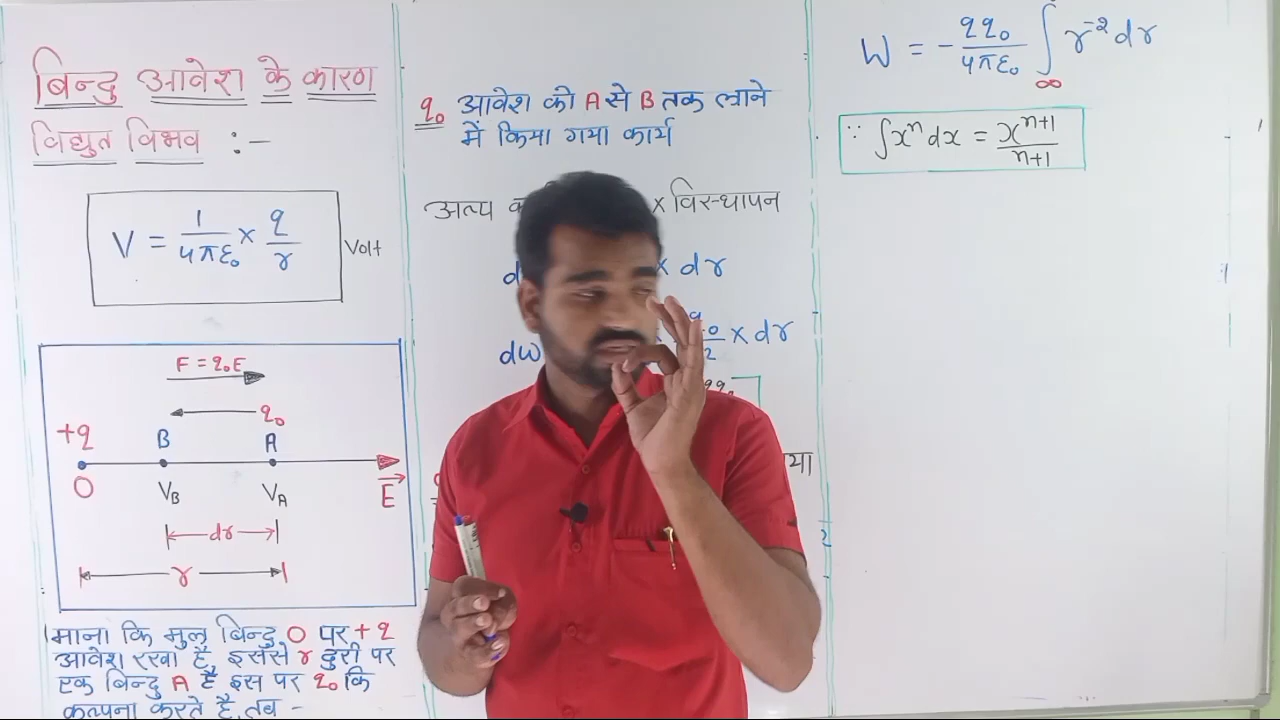 बिन्दु आवेश के कारण
विद्युत विभव :-
V = 1/4πε₀ × q/r Volt
F = q₀E
q₀
+q B A
O V_B V_A E⃗
dr
r
माना कि मुल बिन्दु O पर +q
आवेश रखा है, इससे r दुरी पर
एक बिन्दु A है इस पर q₀ कि
कल्पना करते है, तब -
q₀ आवेश को A से B तक लाने
में किया गया कार्य
अल्प × विस्थापन
× dr
dw × dr
W = - qq₀/4πε₀ ∫_∞ r⁻² dr
∵ ∫xⁿ dx = xⁿ⁺¹/n+1